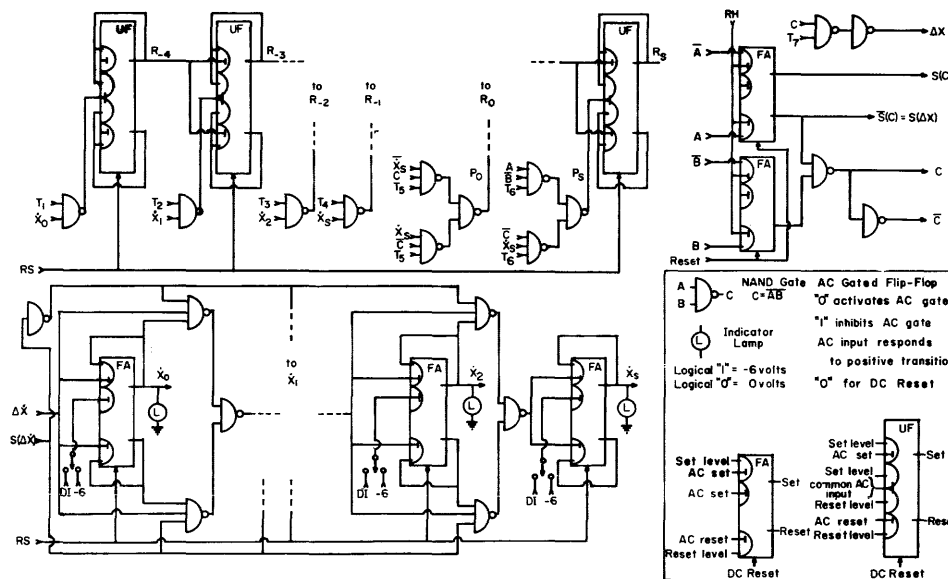 UF
R-4
UF
R-3
to
R-2
to
R-1
to
R0
UF
RS
T1
Ẋ0
T2
Ẋ1
T3
Ẋ2
T4
ẊS
ẊS
C̅
T5
P0
ẊS
C̅
T5
A
B̅
T6
PS
C̅
ẊS
T6
RS
RH
C
T7
ΔX
A̅
FA
S(C
S̅(C) = S(ΔX)
A
B̅
FA
C
C̅
B
Reset
FA
Ẋ0
L
to
Ẋ1
FA
Ẋ2
L
FA
ẊS
L
ΔẊ
S(ΔẊ)
DI -6
DI -6
DI -6
RS
A
B
C
NAND Gate
C=A̅B̅
L
Indicator
Lamp
Logical "1" = -6 volts
Logical "0" = 0 volts
AC Gated Flip-Flop
"0" activates AC gate
"1" inhibits AC gate
AC input responds
to positive transitio
"0" for DC Reset
FA
Set level
AC set
AC set
AC reset
Reset level
Set
Reset
DC Reset
UF
Set level
AC set
Set level
common AC
input
Reset level
AC reset
Reset level
Set
Rese
DC Reset